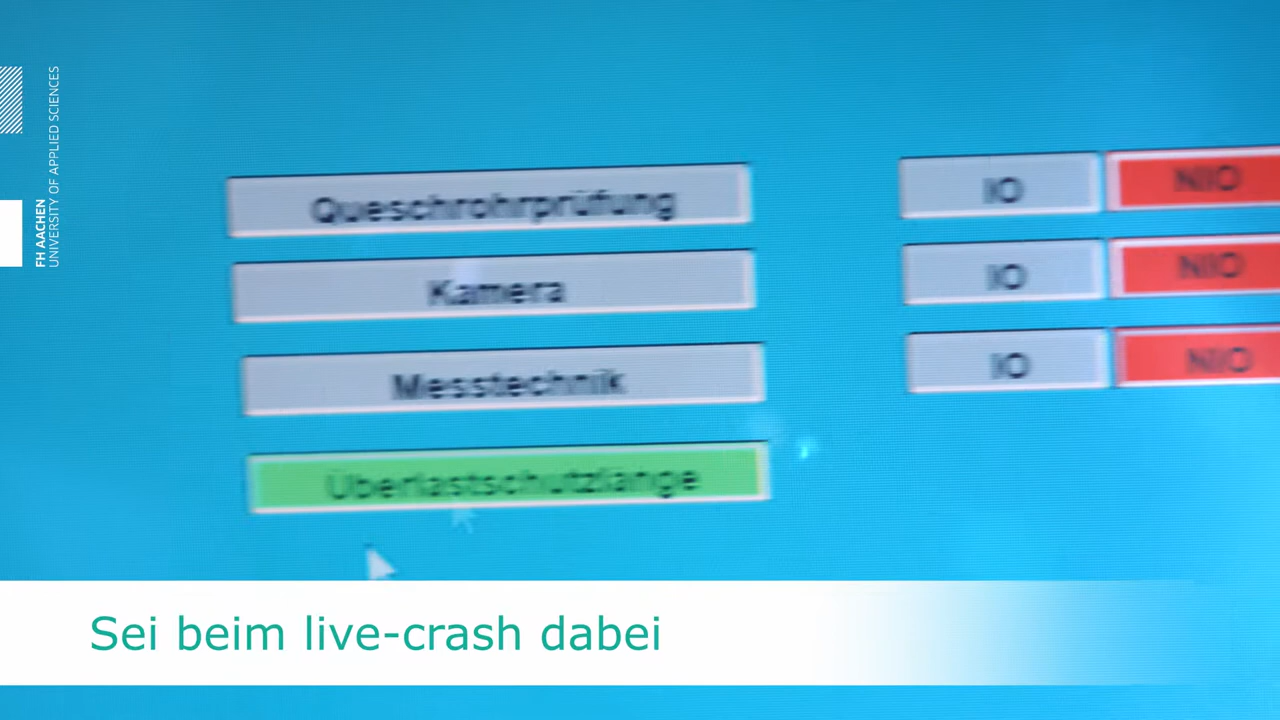 FH AACHEN
UNIVERSITY OF APPLIED SCIENCES
Queschrohrprüfung IO NIO
Kamera IO NIO
Messtechnik IO NIO
Überlastschutzlänge
Sei beim live-crash dabei